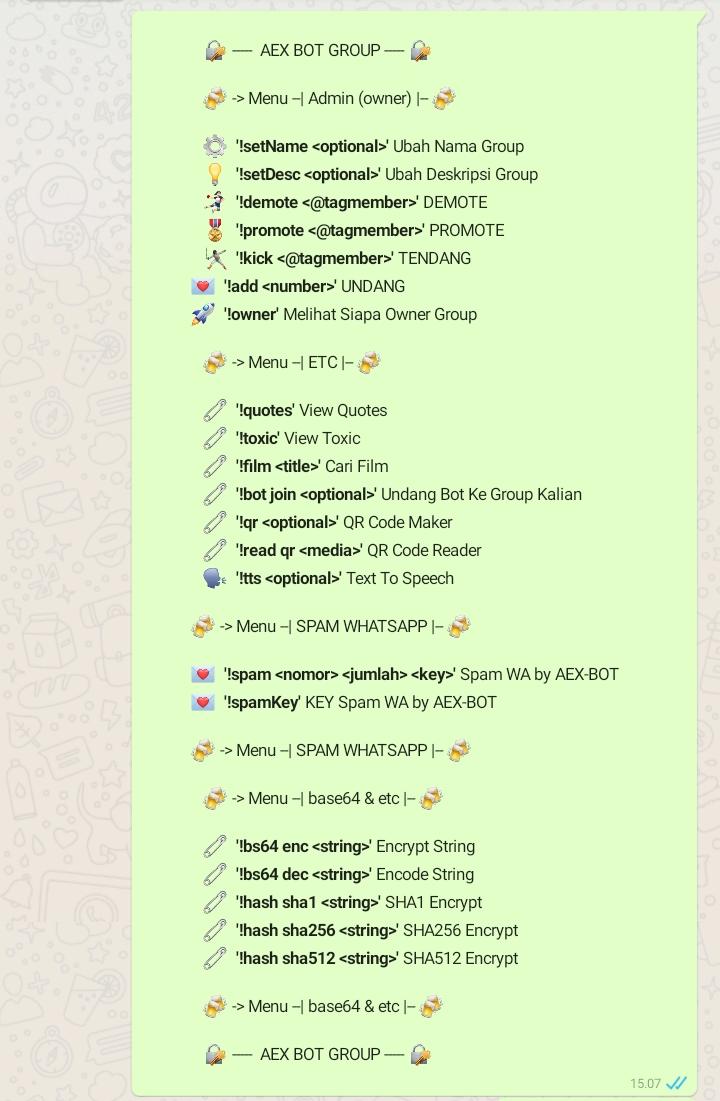 🔐 ---- AEX BOT GROUP ---- 🔐
🍻 -> Menu --| Admin (owner) |-- 🍻
⚙️ '!setName <optional>' Ubah Nama Group
💡 '!setDesc <optional>' Ubah Deskripsi Group
🤾 '!demote <@tagmember>' DEMOTE
🎖️ '!promote <@tagmember>' PROMOTE
🤺 '!kick <@tagmember>' TENDANG
💌 '!add <number>' UNDANG
🚀 '!owner' Melihat Siapa Owner Group
🍻 -> Menu --| ETC |-- 🍻
🧷 '!quotes' View Quotes
🧷 '!toxic' View Toxic
🧷 '!film <title>' Cari Film
🧷 '!bot join <optional>' Undang Bot Ke Group Kalian
🧷 '!qr <optional>' QR Code Maker
🧷 '!read qr <media>' QR Code Reader
🗣️ '!tts <optional>' Text To Speech
🍻 -> Menu --| SPAM WHATSAPP |-- 🍻
💌 '!spam <nomor> <jumlah> <key>' Spam WA by AEX-BOT
💌 '!spamKey' KEY Spam WA by AEX-BOT
🍻 -> Menu --| SPAM WHATSAPP |-- 🍻
🍻 -> Menu --| base64 & etc |-- 🍻
🧷 '!bs64 enc <string>' Encrypt String
🧷 '!bs64 dec <string>' Encode String
🧷 '!hash sha1 <string>' SHA1 Encrypt
🧷 '!hash sha256 <string>' SHA256 Encrypt
🧷 '!hash sha512 <string>' SHA512 Encrypt
🍻 -> Menu --| base64 & etc |-- 🍻
🔐 ---- AEX BOT GROUP ---- 🔐
15.07